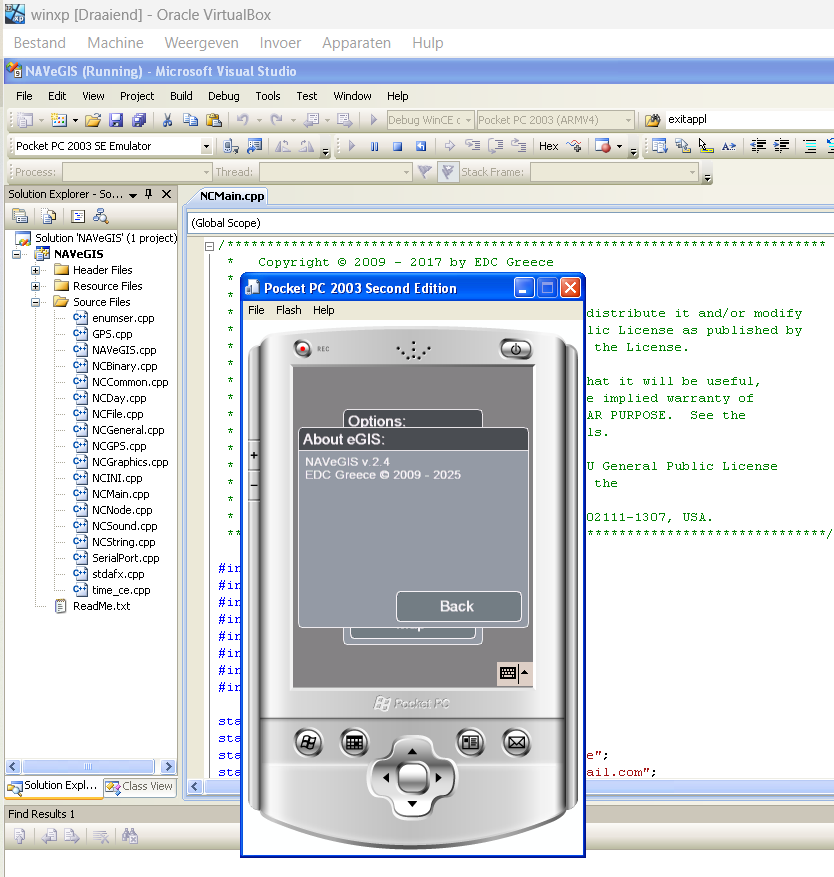 winxp [Draaiend] - Oracle VirtualBox
Bestand Machine Weergeven Invoer Apparaten Hulp
NAVeGIS (Running) - Microsoft Visual Studio
File Edit View Project Build Debug Tools Test Window Help
Debug WinCE c Pocket PC 2003 (ARMV4) exitappl
Pocket PC 2003 SE Emulator Hex
Process: Thread: Stack Frame:
Solution Explorer - So...
Solution 'NAVeGIS' (1 project)
NAVeGIS
Header Files
Resource Files
Source Files
enumser.cpp
GPS.cpp
NAVeGIS.cpp
NCBinary.cpp
NCCommon.cpp
NCDay.cpp
NCFile.cpp
NCGeneral.cpp
NCGPS.cpp
NCGraphics.cpp
NCINI.cpp
NCMain.cpp
NCNode.cpp
NCSound.cpp
NCString.cpp
SerialPort.cpp
stdafx.cpp
time_ce.cpp
ReadMe.txt
Solution Expl... Class View
Find Results 1
NCMain.cpp
(Global Scope)
/***************************************************************************
* Copyright © 2009 - 2017 by EDC Greece
*
*
* distribute it and/or modify
* lic License as published by
* the License.
*
* hat it will be useful,
* e implied warranty of
* AR PURPOSE. See the
* ls.
*
* U General Public License
* the
*
* 02111-1307, USA.
** ******************************/
#in
#in
#in
#in
#in
#in
#in
#in
sta
sta
sta e";
sta ail.com";
Pocket PC 2003 Second Edition
File Flash Help
REC
Options:
About eGIS:
NAVeGIS v.2.4
EDC Greece © 2009 - 2025
Back
Pocket PC